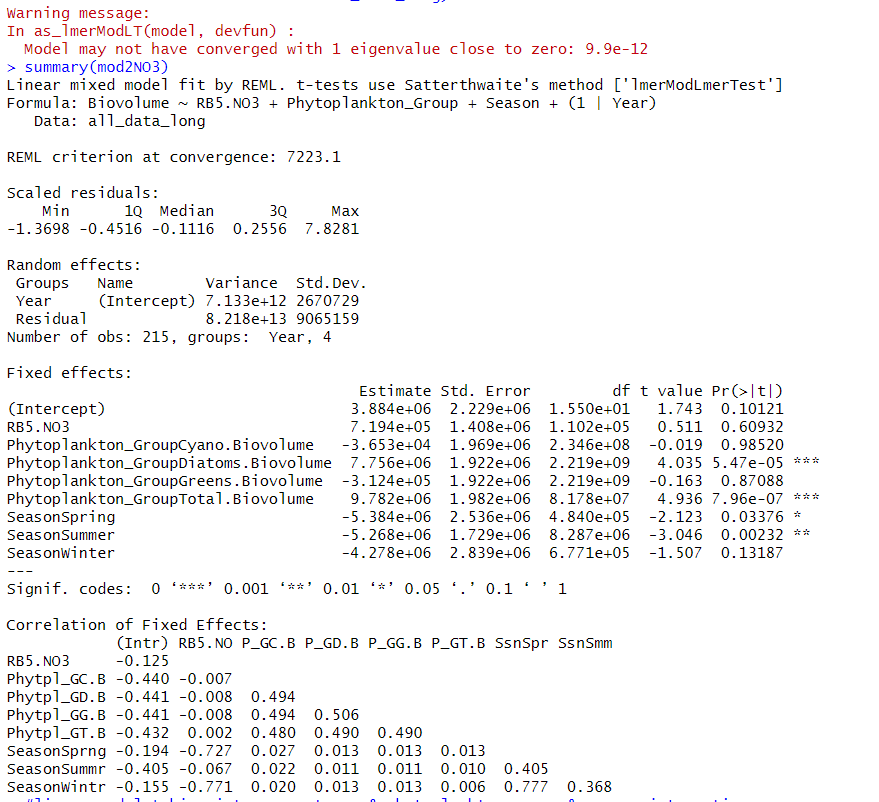 Warning message:
In as_lmerModLT(model, devfun) :
  Model may not have converged with 1 eigenvalue close to zero: 9.9e-12
> summary(mod2NO3)
Linear mixed model fit by REML. t-tests use Satterthwaite's method ['lmerModLmerTest']
Formula: Biovolume ~ RB5.NO3 + Phytoplankton_Group + Season + (1 | Year)
   Data: all_data_long

REML criterion at convergence: 7223.1

Scaled residuals:
    Min      1Q  Median      3Q     Max
-1.3698 -0.4516 -0.1116  0.2556  7.8281

Random effects:
 Groups   Name        Variance  Std.Dev.
 Year     (Intercept) 7.133e+12 2670729
 Residual             8.218e+13 9065159
Number of obs: 215, groups:  Year, 4

Fixed effects:
                                     Estimate Std. Error         df t value Pr(>|t|)
(Intercept)                         3.884e+06  2.229e+06  1.550e+01   1.743  0.10121
RB5.NO3                             7.194e+05  1.408e+06  1.102e+05   0.511  0.60932
Phytoplankton_GroupCyano.Biovolume -3.653e+04  1.969e+06  2.346e+08  -0.019  0.98520
Phytoplankton_GroupDiatoms.Biovolume  7.756e+06  1.922e+06  2.219e+09   4.035 5.47e-05 ***
Phytoplankton_GroupGreens.Biovolume -3.124e+05  1.922e+06  2.219e+09  -0.163  0.87088
Phytoplankton_GroupTotal.Biovolume  9.782e+06  1.982e+06  8.178e+07   4.936 7.96e-07 ***
SeasonSpring                       -5.384e+06  2.536e+06  4.840e+05  -2.123  0.03376 *
SeasonSummer                       -5.268e+06  1.729e+06  8.287e+06  -3.046  0.00232 **
SeasonWinter                       -4.278e+06  2.839e+06  6.771e+05  -1.507  0.13187
---
Signif. codes:  0 ‘***’ 0.001 ‘**’ 0.01 ‘*’ 0.05 ‘.’ 0.1 ‘ ’ 1

Correlation of Fixed Effects:
            (Intr) RB5.NO P_GC.B P_GD.B P_GG.B P_GT.B SsnSpr SsnSmm
RB5.NO3     -0.125
Phytpl_GC.B -0.440 -0.007
Phytpl_GD.B -0.441 -0.008  0.494
Phytpl_GG.B -0.441 -0.008  0.494  0.506
Phytpl_GT.B -0.432  0.002  0.480  0.490  0.490
SeasonSprng -0.194 -0.727  0.027  0.013  0.013  0.013
SeasonSummr -0.405 -0.067  0.022  0.011  0.011  0.010  0.405
SeasonWintr -0.155 -0.771  0.020  0.013  0.013  0.006  0.777  0.368